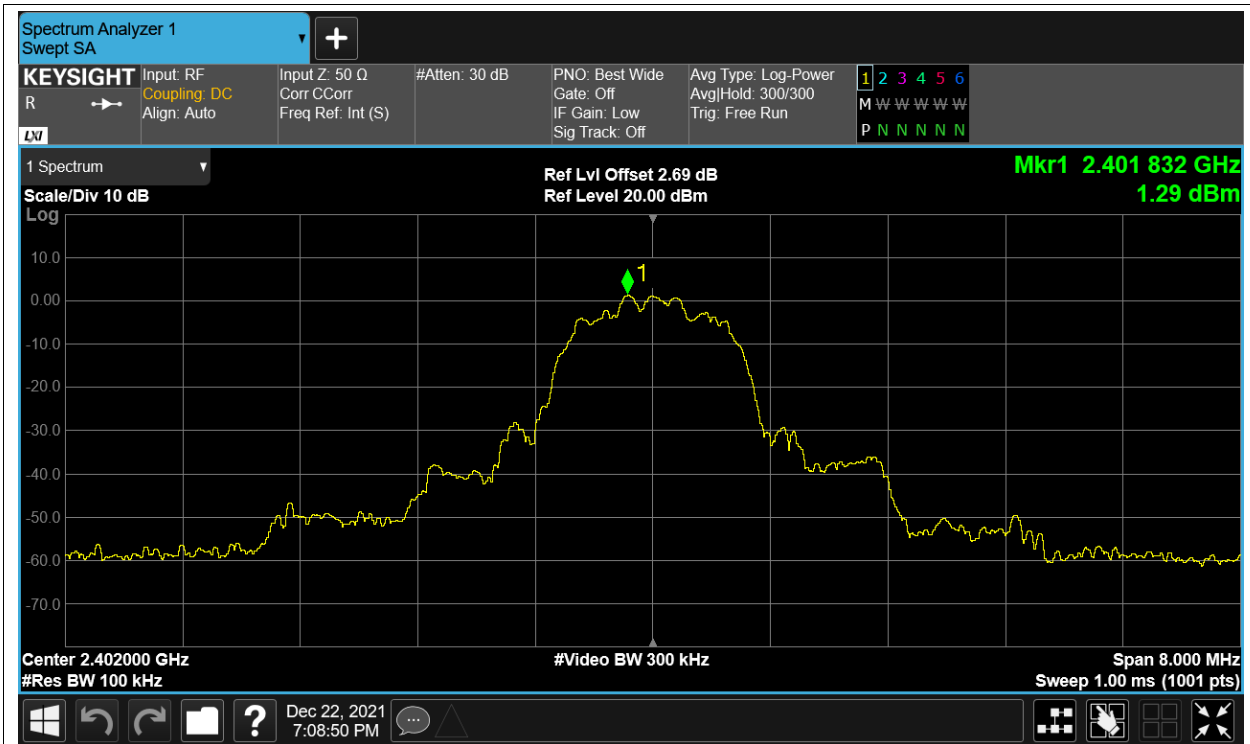 Spectrum Analyzer 1
Swept SA
KEYSIGHT
R
LXI
Input: RF
Coupling: DC
Align: Auto
Input Z: 50 Ω
Corr CCorr
Freq Ref: Int (S)
#Atten: 30 dB
PNO: Best Wide
Gate: Off
IF Gain: Low
Sig Track: Off
Avg Type: Log-Power
Avg|Hold: 300/300
Trig: Free Run
1 2 3 4 5 6
M W W W W W
P N N N N N
1 Spectrum
Scale/Div 10 dB
Log
Ref Lvl Offset 2.69 dB
Ref Level 20.00 dBm
Mkr1 2.401 832 GHz
1.29 dBm
10.0
1
0.00
-10.0
-20.0
-30.0
-40.0
-50.0
-60.0
-70.0
Center 2.402000 GHz
#Video BW 300 kHz
Span 8.000 MHz
#Res BW 100 kHz
Sweep 1.00 ms (1001 pts)
?
Dec 22, 2021
7:08:50 PM